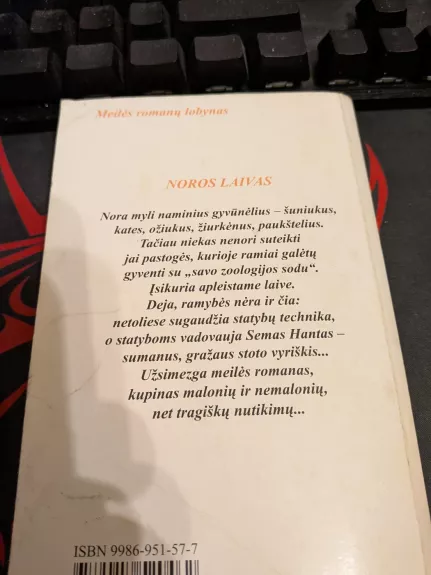 Meilės romanų lobynas
NOROS LAIVAS
Nora myli naminius gyvūnėlius – šuniukus,
kates, ožiukus, žiurkėnus, paukštelius.
Tačiau niekas nenori suteikti
jai pastogės, kurioje ramiai galėtų
gyventi su „savo zoologijos sodu“.
Įsikuria apleistame laive.
Deja, ramybės nėra ir čia:
netoliese sugaudžia statybų technika,
o statyboms vadovauja Semas Hantas –
sumanus, gražaus stoto vyriškis...
Užsimezga meilės romanas,
kupinas malonių ir nemalonių,
net tragiškų nutikimų...
ISBN 9986-951-57-7